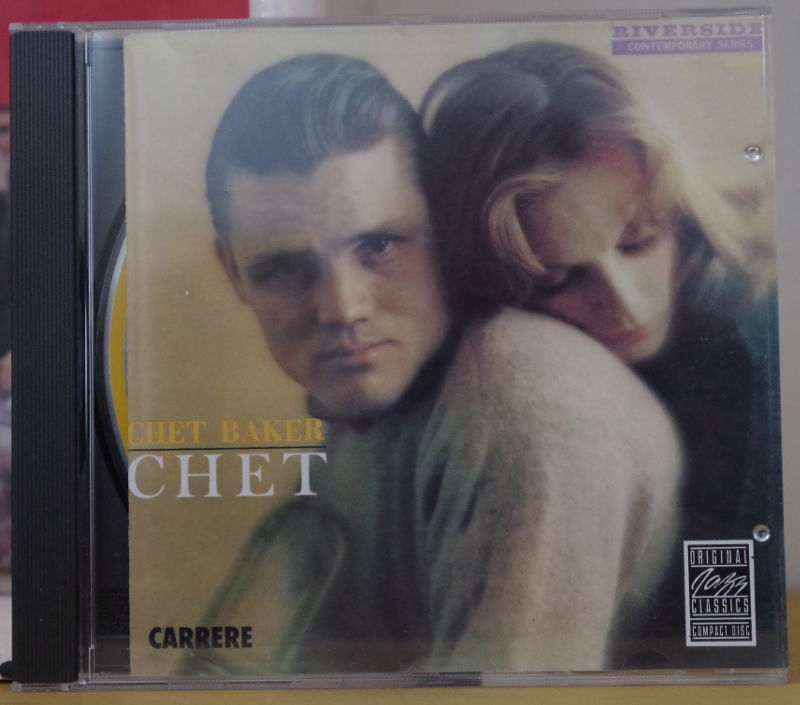 RIVERSIDE
CONTEMPORARY SERIES
CHET BAKER
CHET
ORIGINAL
Jazz
CLASSICS
COMPACT DISC
CARRERE